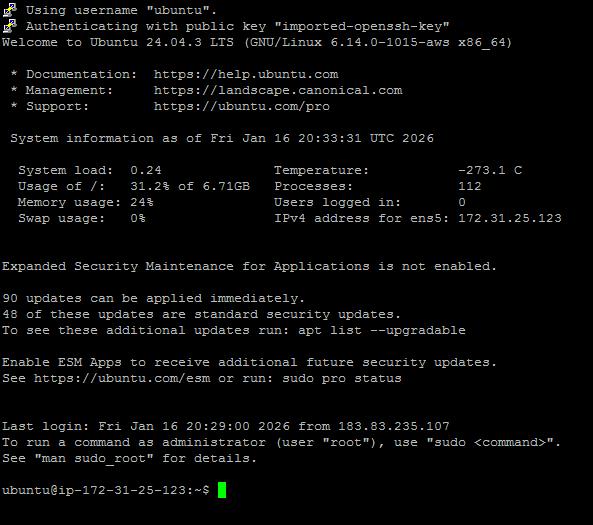 Using username "ubuntu".
Authenticating with public key "imported-openssh-key"
Welcome to Ubuntu 24.04.3 LTS (GNU/Linux 6.14.0-1015-aws x86_64)
* Documentation:  https://help.ubuntu.com
* Management:     https://landscape.canonical.com
* Support:        https://ubuntu.com/pro
System information as of Fri Jan 16 20:33:31 UTC 2026
System load:  0.24               Temperature:           -273.1 C
Usage of /:   31.2% of 6.71GB   Processes:             112
Memory usage: 24%                Users logged in:       0
Swap usage:   0%                 IPv4 address for ens5: 172.31.25.123
Expanded Security Maintenance for Applications is not enabled.
90 updates can be applied immediately.
48 of these updates are standard security updates.
To see these additional updates run: apt list --upgradable
Enable ESM Apps to receive additional future security updates.
See https://ubuntu.com/esm or run: sudo pro status
Last login: Fri Jan 16 20:29:00 2026 from 183.83.235.107
To run a command as administrator (user "root"), use "sudo <command>".
See "man sudo_root" for details.
ubuntu@ip-172-31-25-123:~$